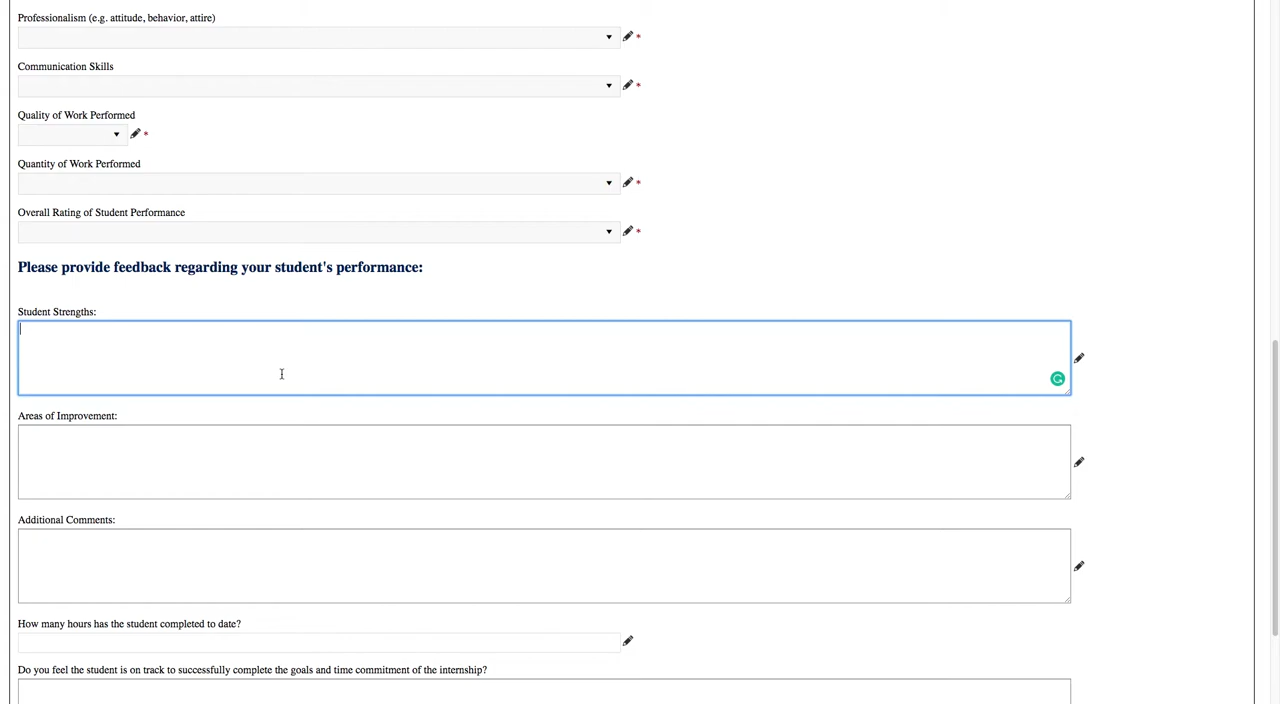 Professionalism (e.g. attitude, behavior, attire)
*
Communication Skills
*
Quality of Work Performed
*
Quantity of Work Performed
*
Overall Rating of Student Performance
*
Please provide feedback regarding your student's performance:
Student Strengths:
Areas of Improvement:
Additional Comments:
How many hours has the student completed to date?
Do you feel the student is on track to successfully complete the goals and time commitment of the internship?